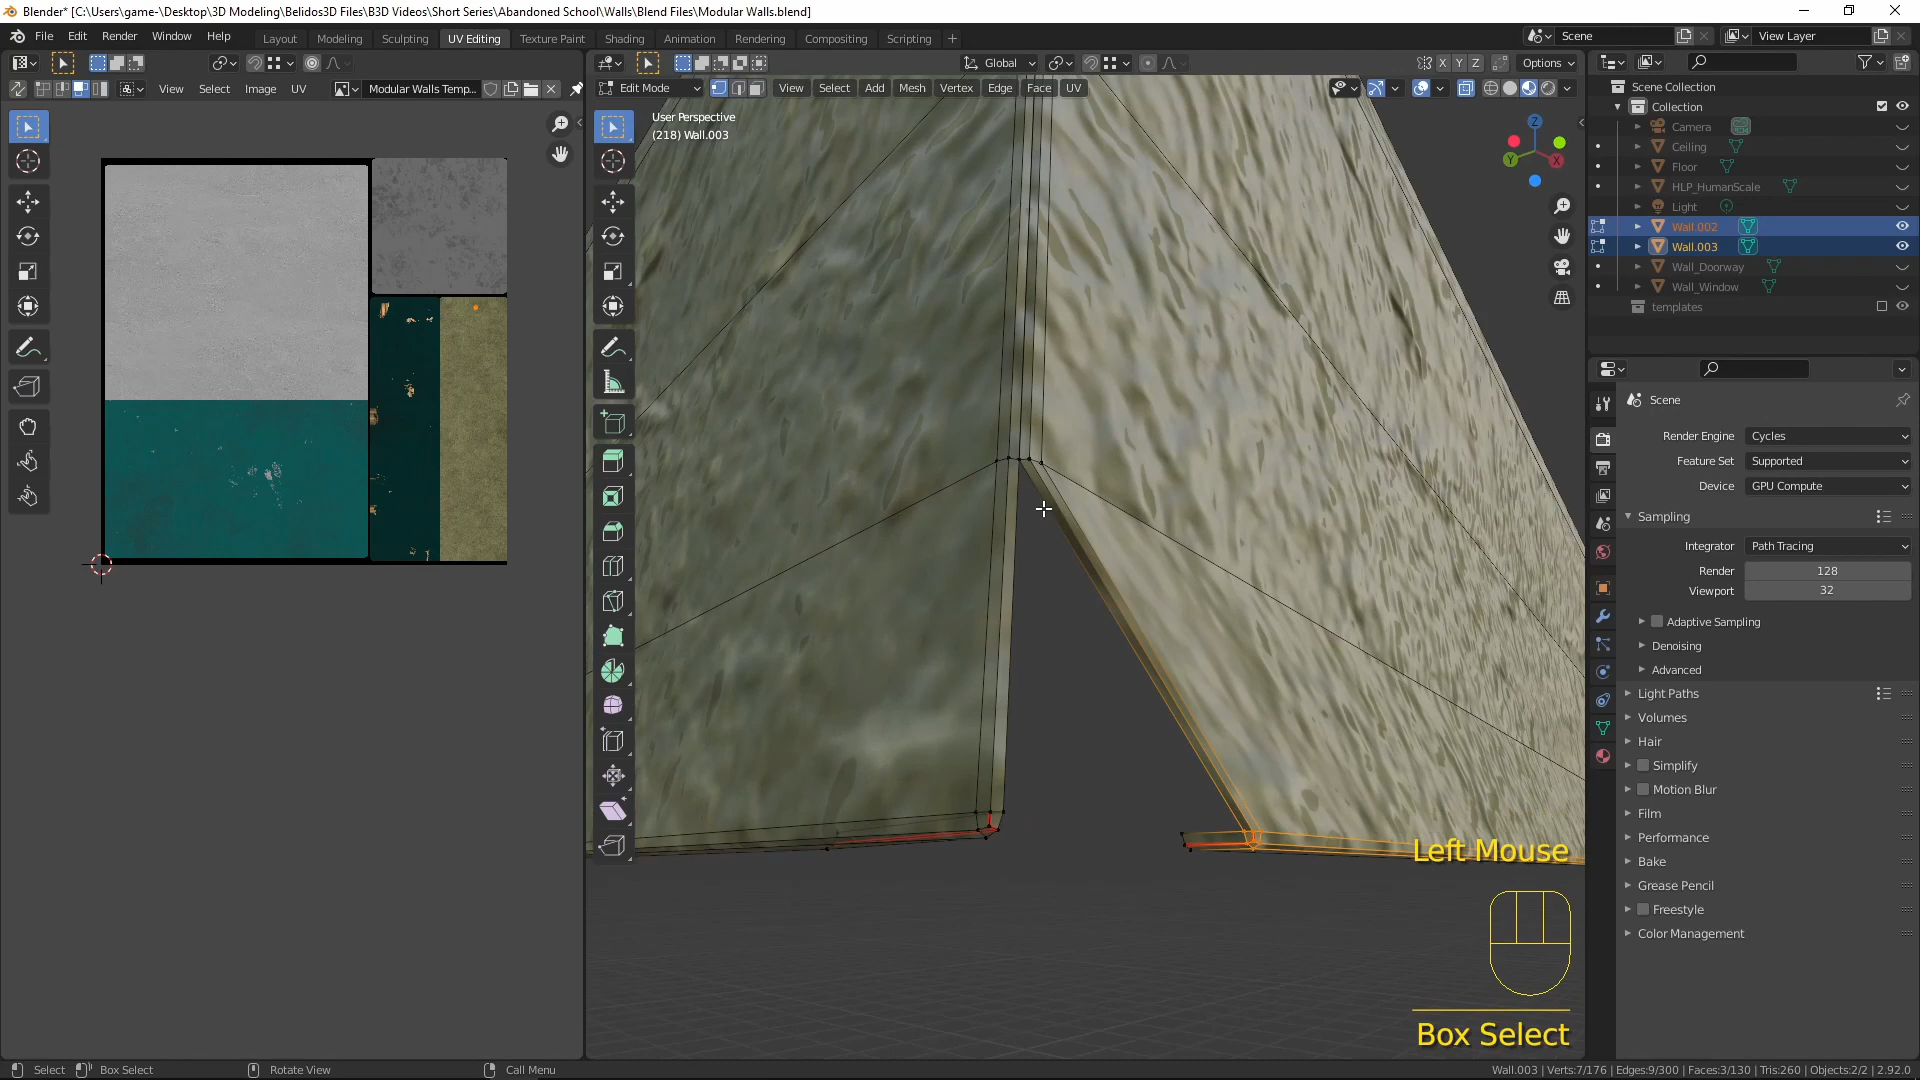 Blender* [C:\Users\game-\Desktop\3D Modeling\Belidos3D Files\B3D Videos\Short Series\Abandoned School\Walls\Blend Files\Modular Walls.blend]
File Edit Render Window Help Layout Modeling Sculpting UV Editing Texture Paint Shading Animation Rendering Compositing Scripting + Scene View Layer
Global X Y Z Options
View Select Image UV Modular Walls Temp... Edit Mode View Select Add Mesh Vertex Edge Face UV
User Perspective
(218) Wall.003
Z
Y X
Scene Collection
Collection
Camera
Ceiling
Floor
HLP_HumanScale
Light
Wall.002
Wall.003
Wall_Doorway
Wall_Window
templates
Scene
Render Engine Cycles
Feature Set Supported
Device GPU Compute
Sampling
Integrator Path Tracing
Render 128
Viewport 32
Adaptive Sampling
Denoising
Advanced
Light Paths
Volumes
Hair
Simplify
Motion Blur
Film
Performance
Bake
Grease Pencil
Freestyle
Color Management
Left Mouse
Box Select
Select Box Select Rotate View Call Menu Wall.003 | Verts:7/176 | Edges:9/300 | Faces:3/130 | Tris:260 | Objects:2/2 | 2.92.0